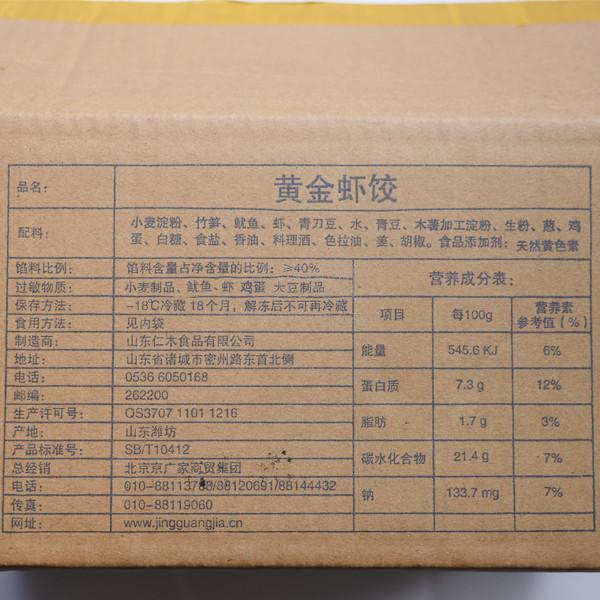 品名： 黄金虾饺
配料： 小麦淀粉、竹笋、鱿鱼、虾、青刀豆、水、青豆、木薯加工淀粉、生粉、葱、鸡
蛋、白糖、食盐、香油、料理酒、色拉油、姜、胡椒。食品添加剂：天然黄色素
馅料比例： 馅料含量占净含量的比例：≥40%
过敏物质： 小麦制品、鱿鱼、虾 鸡蛋 大豆制品
保存方法： -18℃冷藏 18个月，解冻后不可再冷藏
食用方法： 见内袋
制造商： 山东仁木食品有限公司
地址： 山东省诸城市密州路东首北侧
电话： 0536 6050168
邮编： 262200
生产许可号： QS3707 1101 1216
产地： 山东潍坊
产品标准号： SB/T10412
总经销 北京京广家商贸集团
电话： 010-88113788/88120691/88144432
传真： 010-88119060
网址： www.jingguangjia.cn
营养成分表：
项目 每100g 营养素
参考值（%）
能量 545.6 KJ 6%
蛋白质 7.3 g 12%
脂肪 1.7 g 3%
碳水化合物 21.4 g 7%
钠 133.7 mg 7%